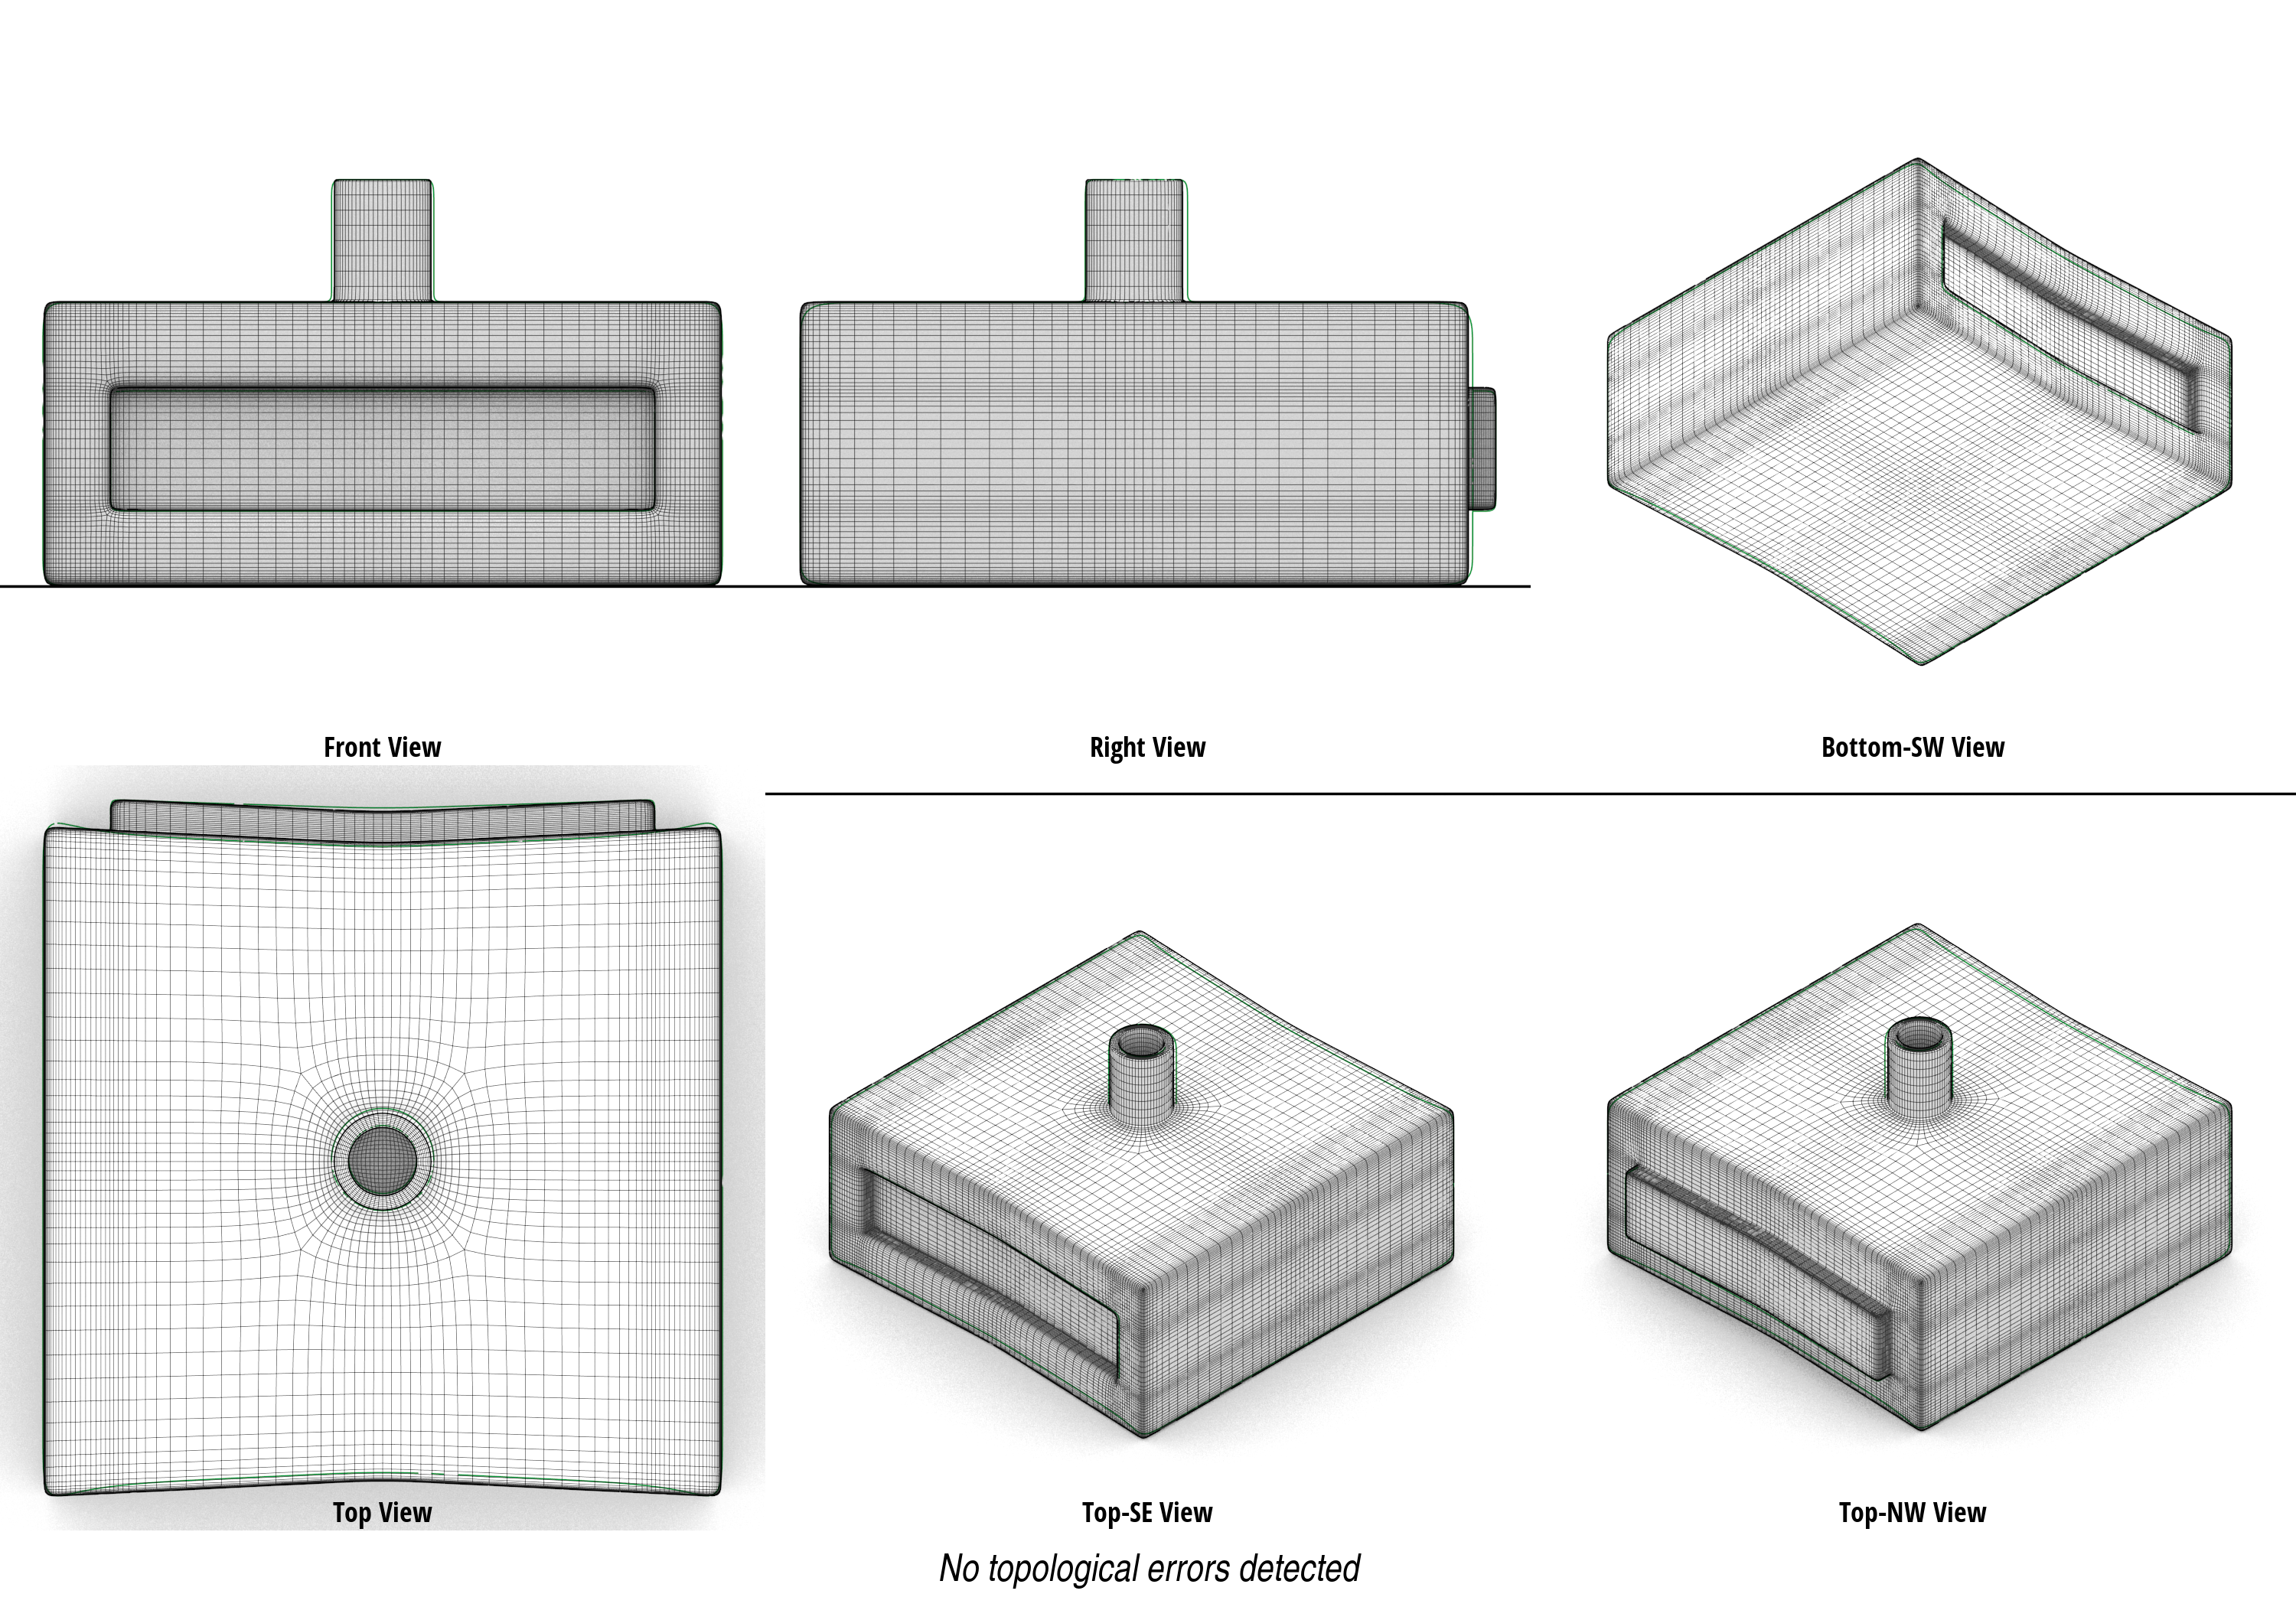 Front View
Right View
Bottom-SW View
Top View
Top-SE View
Top-NW View
No topological errors detected